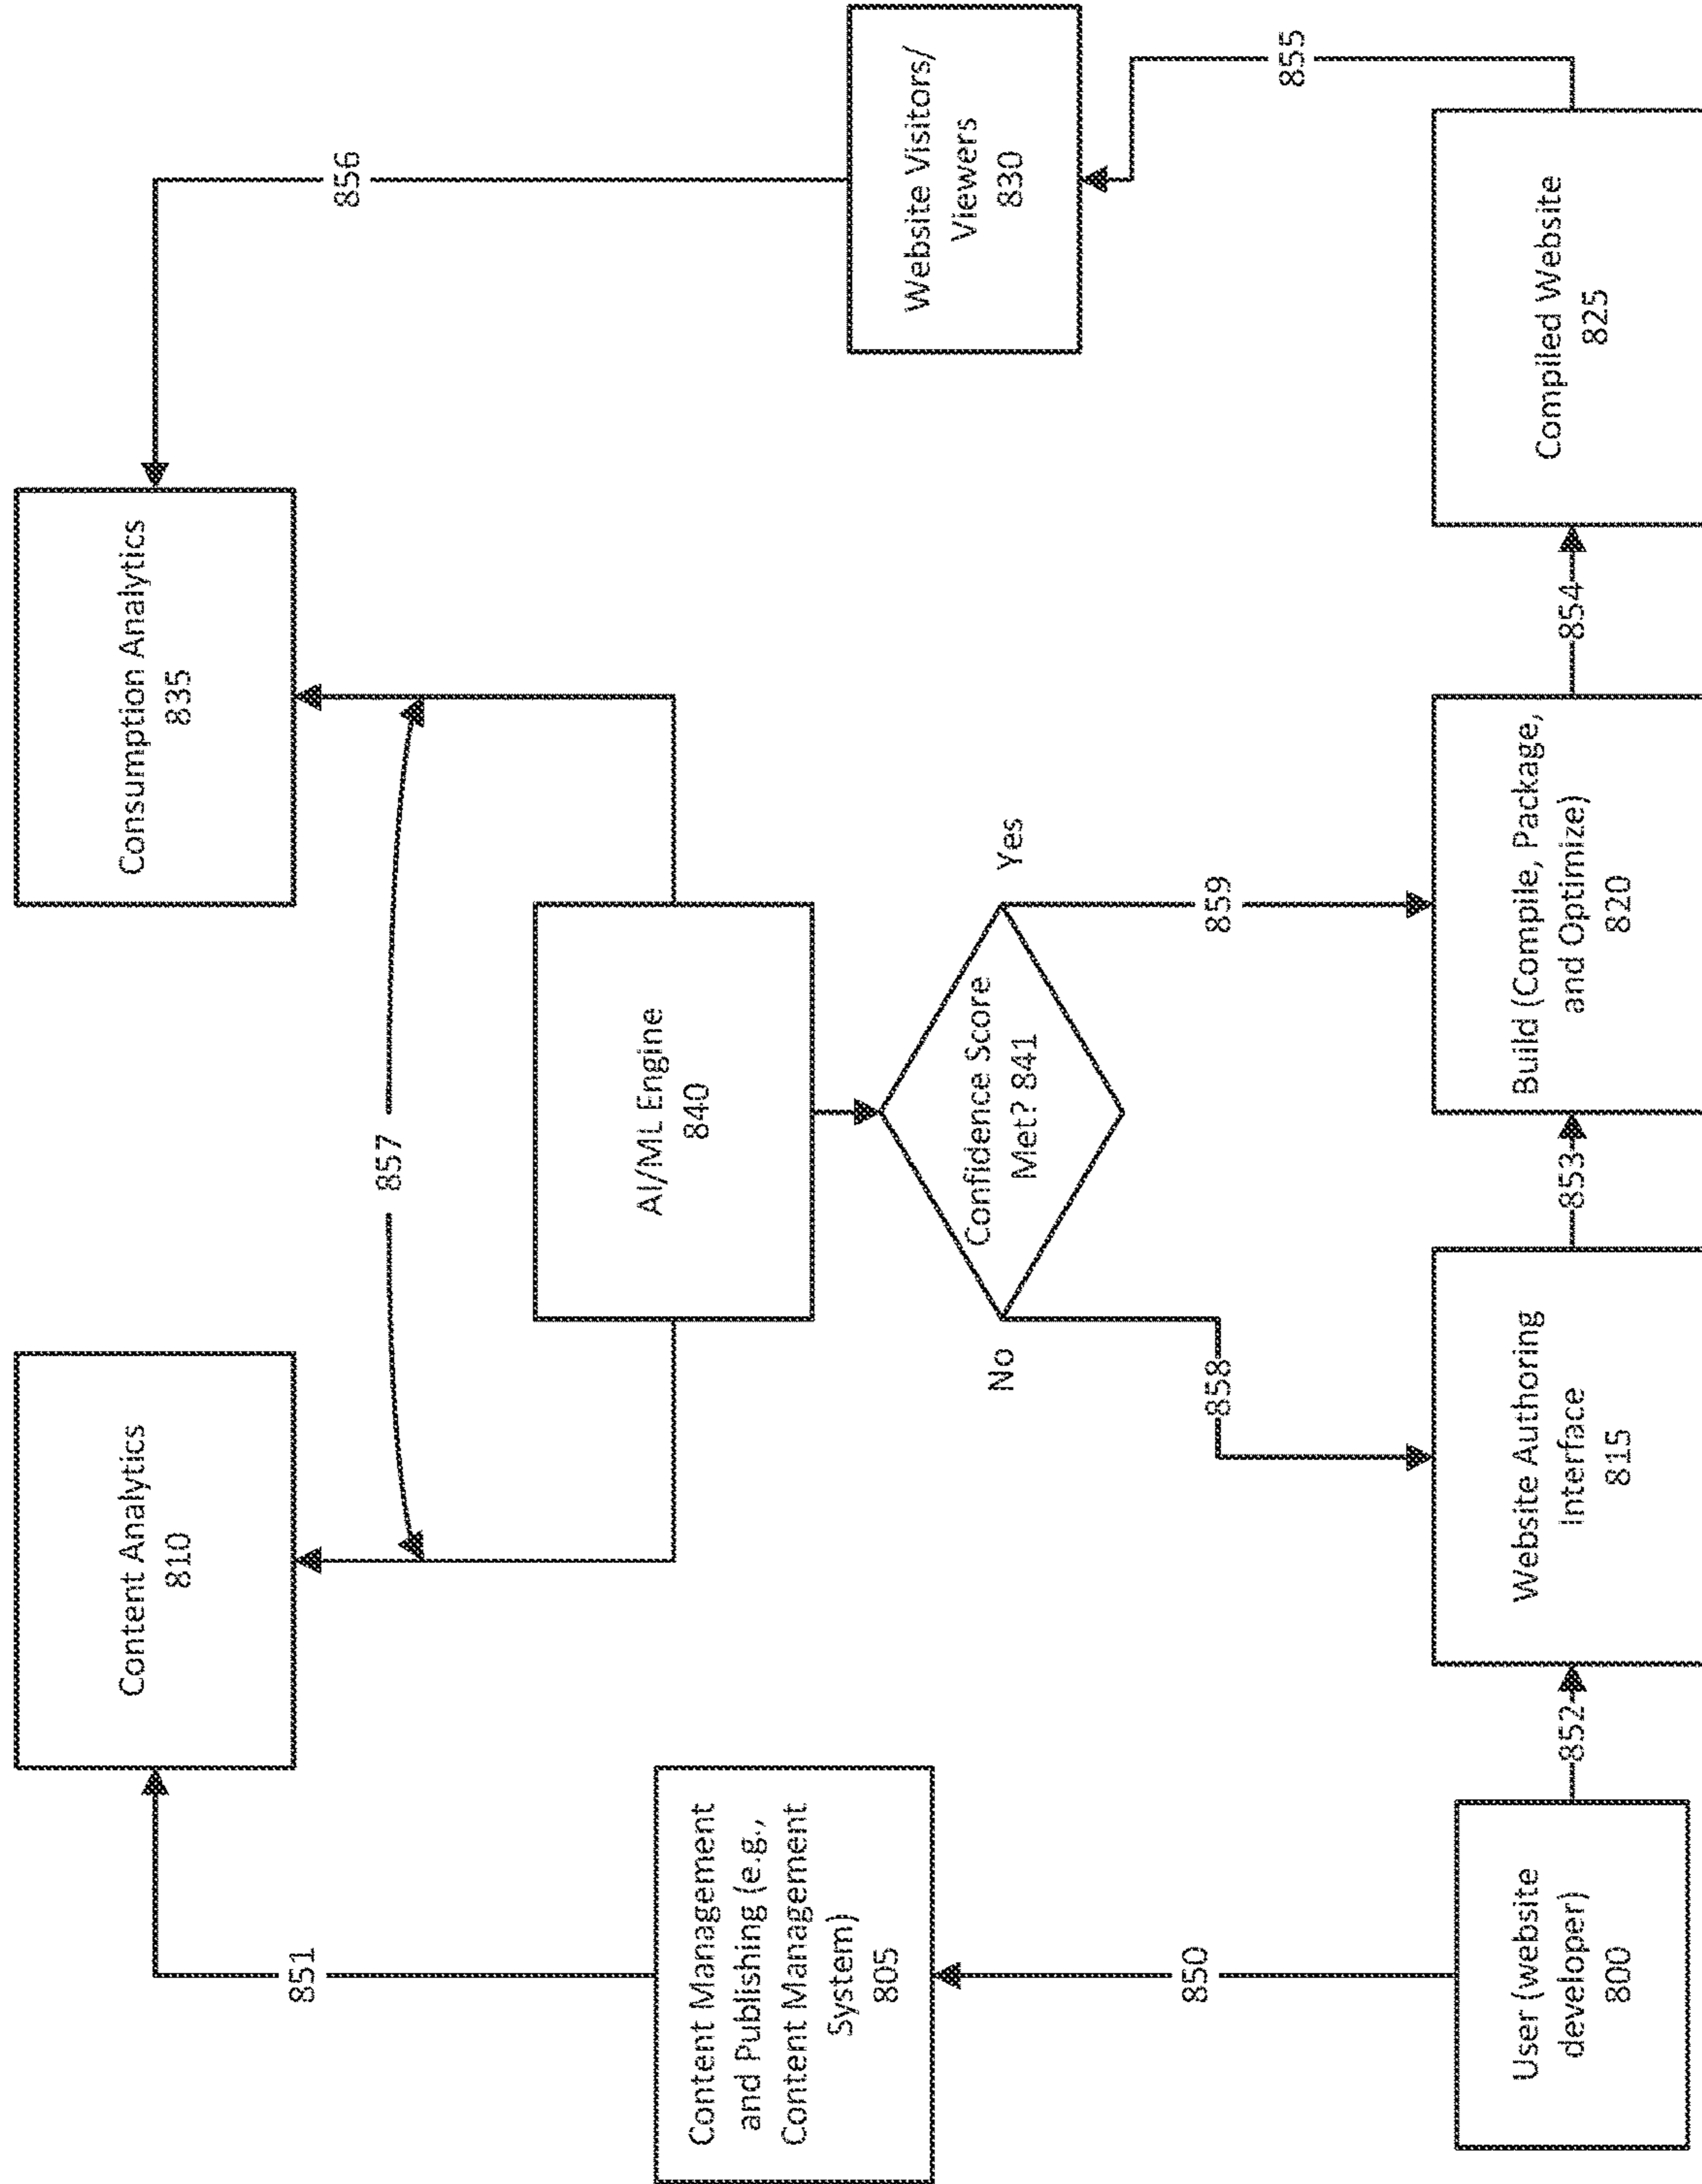 Content Analytics
810
Consumption Analytics
835
851
857
856
Content Management
and Publishing (e.g.,
Content Management
System)
805
AI/ML Engine
840
Website Visitors/
Viewers
830
Confidence Score
Met? 841
No
Yes
850
858
859
855
User (website
developer)
800
852
Website Authoring
Interface
815
853
Build (Compile, Package,
and Optimize)
820
854
Compiled Website
825